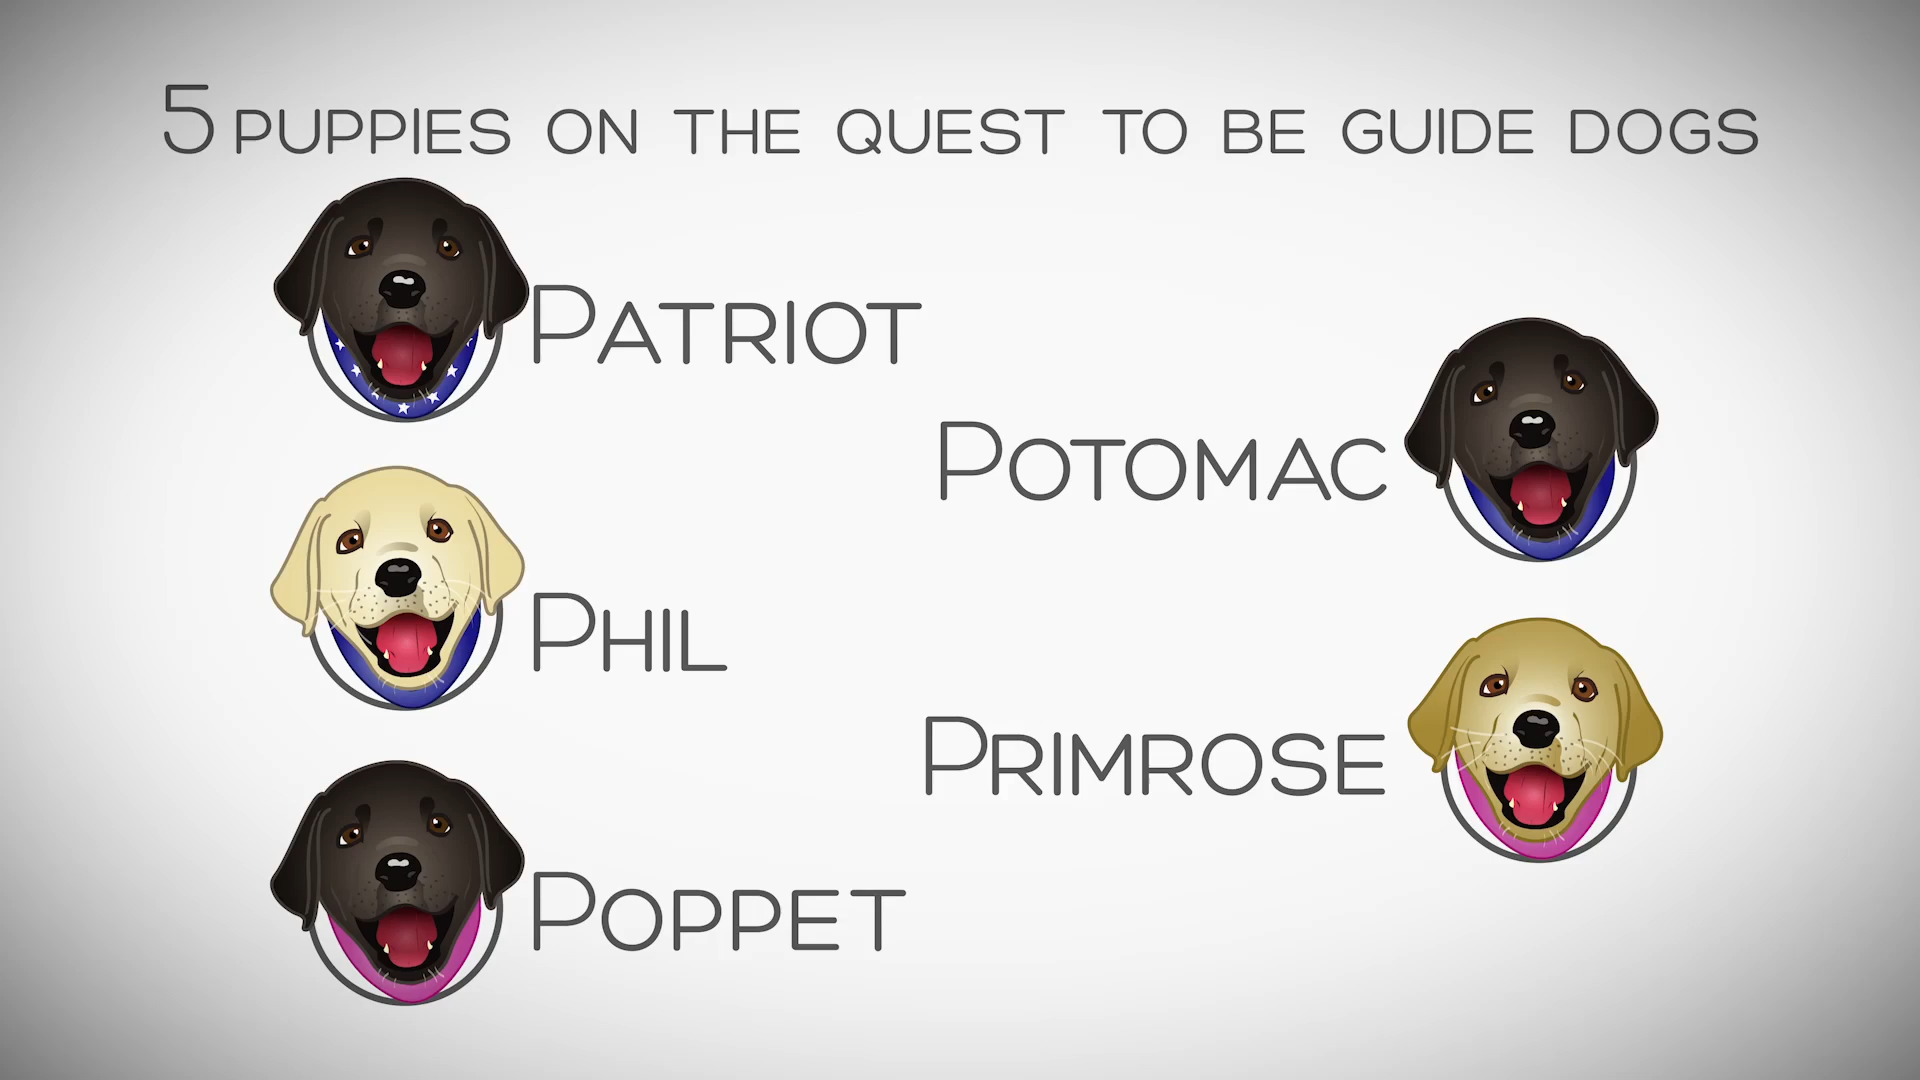 5 PUPPIES ON THE QUEST TO BE GUIDE DOGS
PATRIOT
POTOMAC
PHIL
PRIMROSE
POPPET